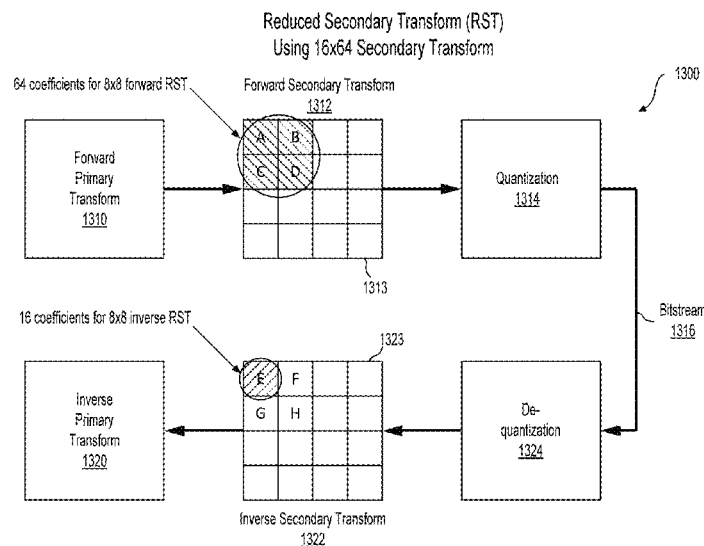 Reduced Secondary Transform (RST)
Using 16x64 Secondary Transform
64 coefficients for 8x8 forward RST
Forward Secondary Transform
1312
1300
A B
C D
Forward
Primary
Transform
1310
Quantization
1314
1313
Bitstream
1316
16 coefficients for 8x8 inverse RST
1323
E F
G H
Inverse
Primary
Transform
1320
De-
quantization
1324
Inverse Secondary Transform
1322